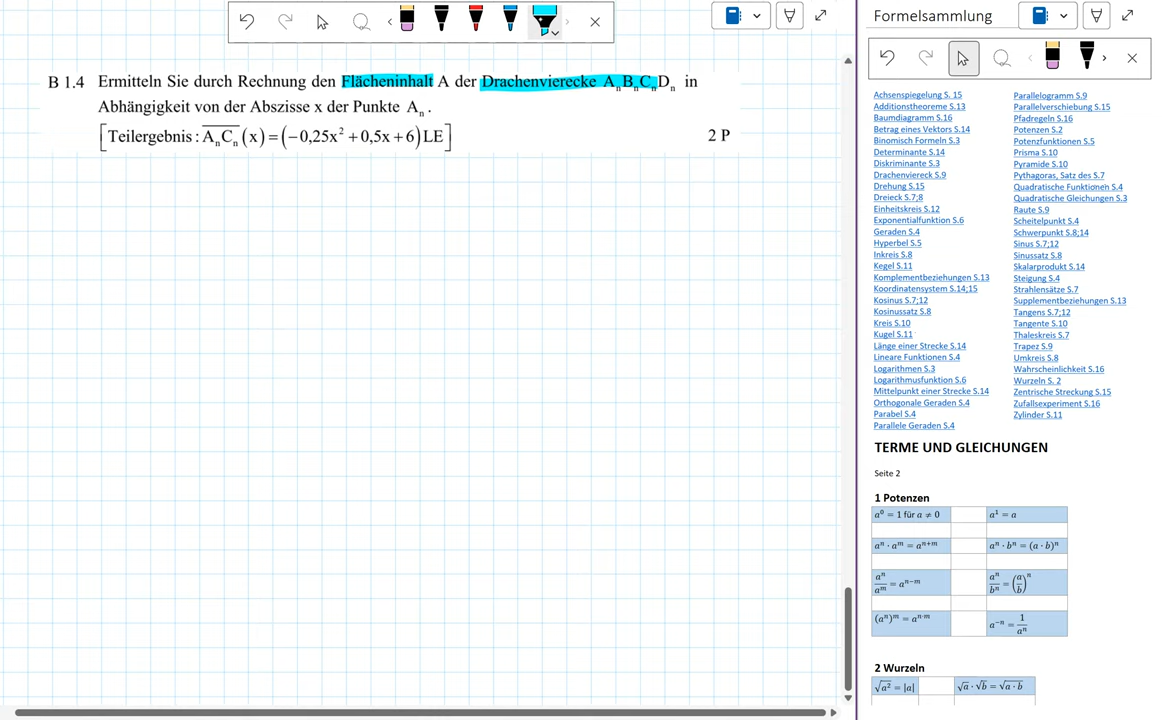 Formelsammlung
B 1.4 Ermitteln Sie durch Rechnung den Flächeninhalt A der Drachenvierecke AₙBₙCₙDₙ in
Abhängigkeit von der Abszisse x der Punkte Aₙ.
[Teilergebnis: A̅ₙC̅ₙ(x) = (−0,25x² + 0,5x + 6) LE]
2 P
Achsenspiegelung S. 15
Additionstheoreme S.13
Baumdiagramm S.16
Betrag eines Vektors S.14
Binomisch Formeln S.3
Determinante S.14
Diskriminante S.3
Drachenviereck S.9
Drehung S.15
Dreieck S.7;8
Einheitskreis S.12
Exponentialfunktion S.6
Geraden S.4
Hyperbel S.5
Inkreis S.8
Kegel S.11
Komplementbeziehungen S.13
Koordinatensystem S.14;15
Kosinus S.7;12
Kosinussatz S.8
Kreis S.10
Kugel S.11
Länge einer Strecke S.14
Lineare Funktionen S.4
Logarithmen S.3
Logarithmusfunktion S.6
Mittelpunkt einer Strecke S.14
Orthogonale Geraden S.4
Parabel S.4
Parallele Geraden S.4
Parallelogramm S.9
Parallelverschiebung S.15
Pfadregeln S.16
Potenzen S.2
Potenzfunktionen S.5
Prisma S.10
Pyramide S.10
Pythagoras, Satz des S.7
Quadratische Funktionen S.4
Quadratische Gleichungen S.3
Raute S.9
Scheitelpunkt S.4
Schwerpunkt S.8;14
Sinus S.7;12
Sinussatz S.8
Skalarprodukt S.14
Steigung S.4
Strahlensätze S.7
Supplementbeziehungen S.13
Tangens S.7;12
Tangente S.10
Thaleskreis S.7
Trapez S.9
Umkreis S.8
Wahrscheinlichkeit S.16
Wurzeln S. 2
Zentrische Streckung S.15
Zufallsexperiment S.16
Zylinder S.11
TERME UND GLEICHUNGEN
Seite 2
1 Potenzen
a⁰ = 1 für a ≠ 0 a¹ = a
aⁿ · aᵐ = aⁿ⁺ᵐ aⁿ · bⁿ = (a · b)ⁿ
aⁿ/aᵐ = aⁿ⁻ᵐ aⁿ/bⁿ = (a/b)ⁿ
(aⁿ)ᵐ = aⁿ·ᵐ a⁻ⁿ = 1/aⁿ
2 Wurzeln
√a² = |a| √a · √b = √a · b